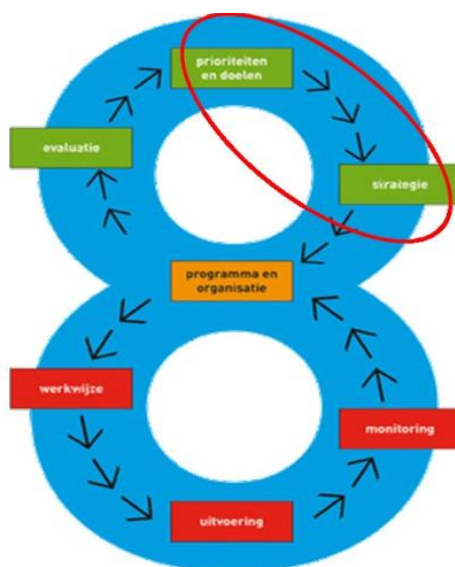 prioriteiten
en doelen
evaluatie
strategie
programma en
organisatie
werkwijze
monitoring
uitvoering